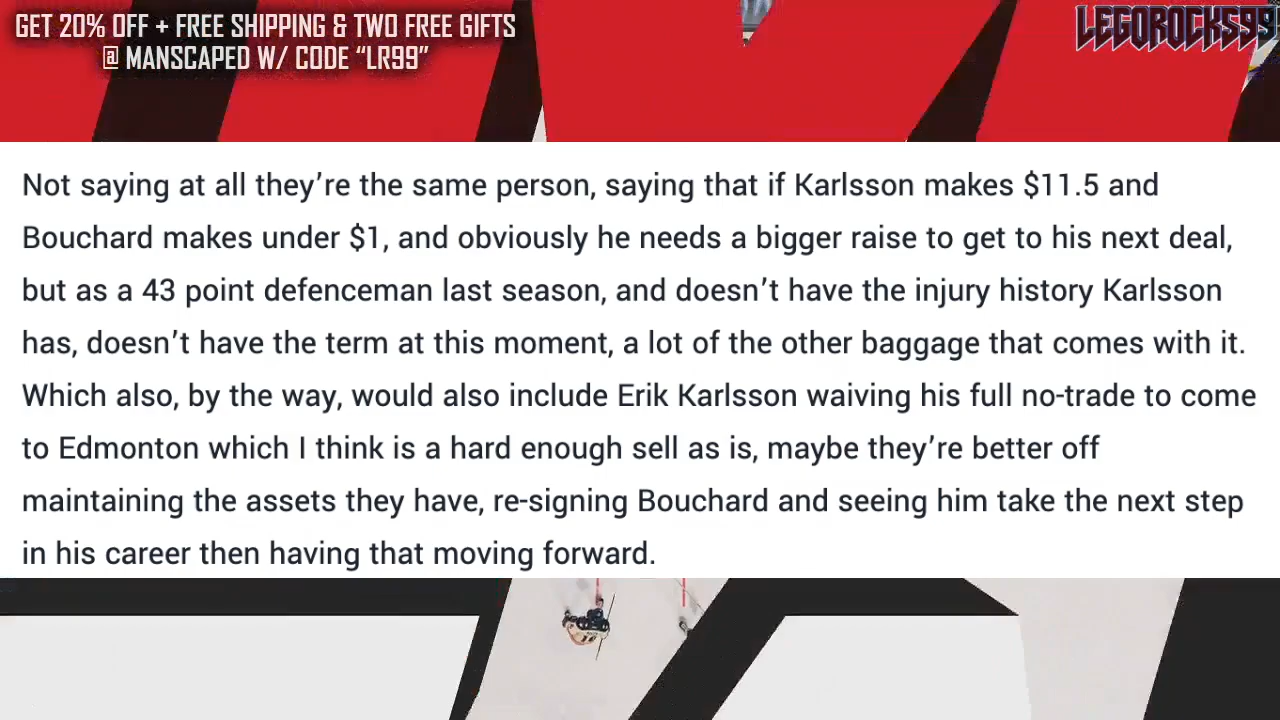 GET 20% OFF + FREE SHIPPING & TWO FREE GIFTS
@ MANSCAPED W/ CODE “LR99”
LEGOROCKS99
Not saying at all they’re the same person, saying that if Karlsson makes $11.5 and
Bouchard makes under $1, and obviously he needs a bigger raise to get to his next deal,
but as a 43 point defenceman last season, and doesn’t have the injury history Karlsson
has, doesn’t have the term at this moment, a lot of the other baggage that comes with it.
Which also, by the way, would also include Erik Karlsson waiving his full no-trade to come
to Edmonton which I think is a hard enough sell as is, maybe they’re better off
maintaining the assets they have, re-signing Bouchard and seeing him take the next step
in his career then having that moving forward.